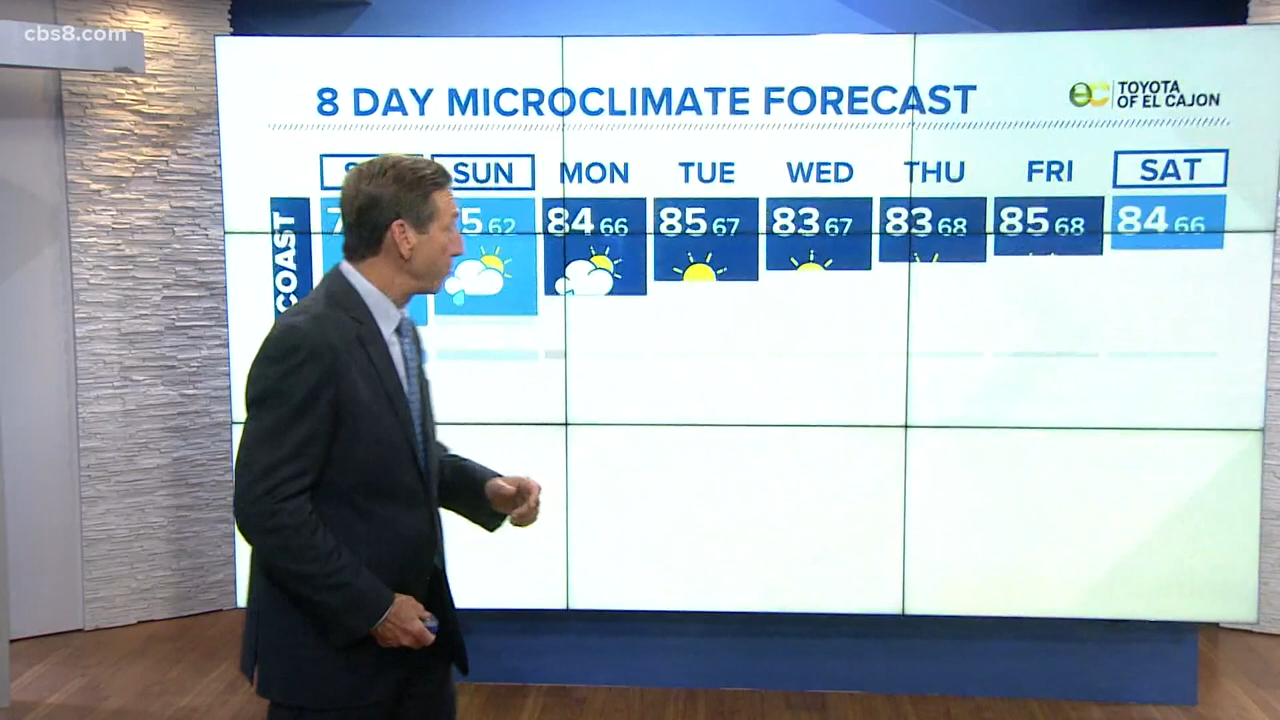 cbs8.com
8 DAY MICROCLIMATE FORECAST
TOYOTA
OF EL CAJON
SUN MON TUE WED THU FRI SAT
COAST
62 84 66 85 67 83 67 83 68 85 68 84 66